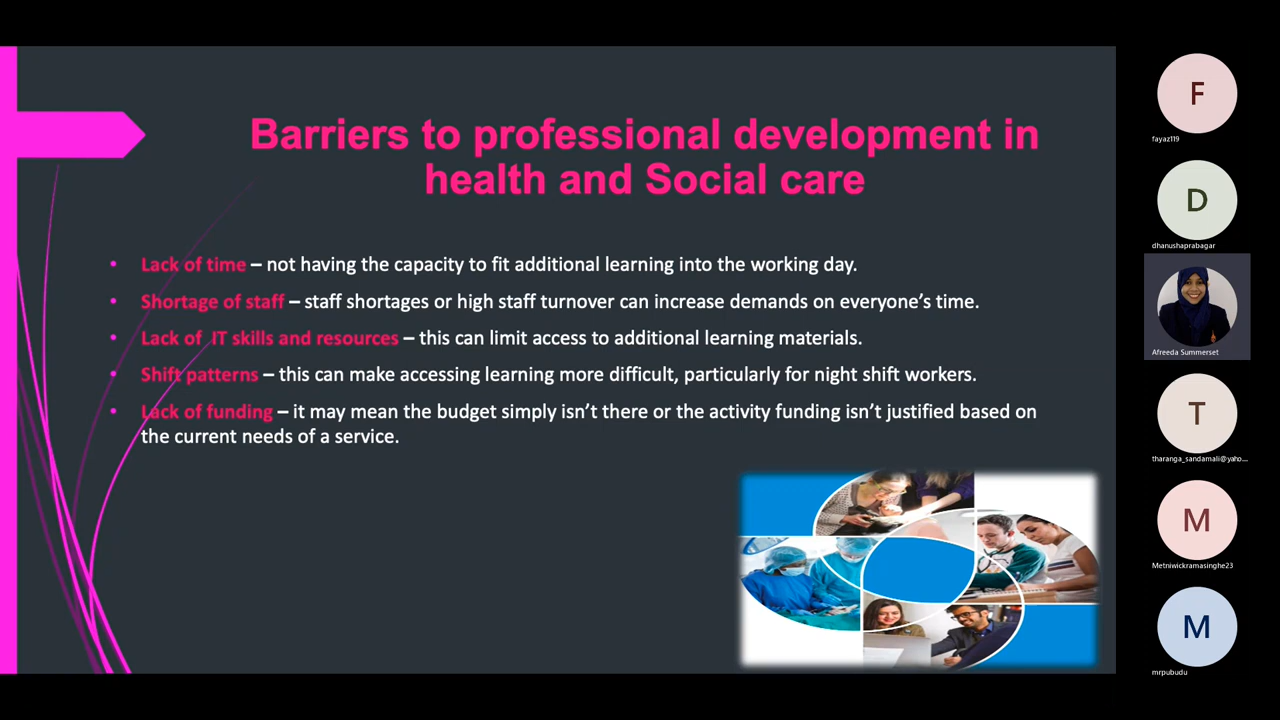 Barriers to professional development in
health and Social care
• Lack of time – not having the capacity to fit additional learning into the working day.
• Shortage of staff – staff shortages or high staff turnover can increase demands on everyone's time.
• Lack of  IT skills and resources – this can limit access to additional learning materials.
• Shift patterns – this can make accessing learning more difficult, particularly for night shift workers.
• Lack of funding – it may mean the budget simply isn't there or the activity funding isn't justified based on
the current needs of a service.
F
fayaz119
D
dhanushaprabagar
Afreeda Summerset
T
tharanga_sandamali@yaho...
M
Metniwickramasinghe23
M
mrpubudu